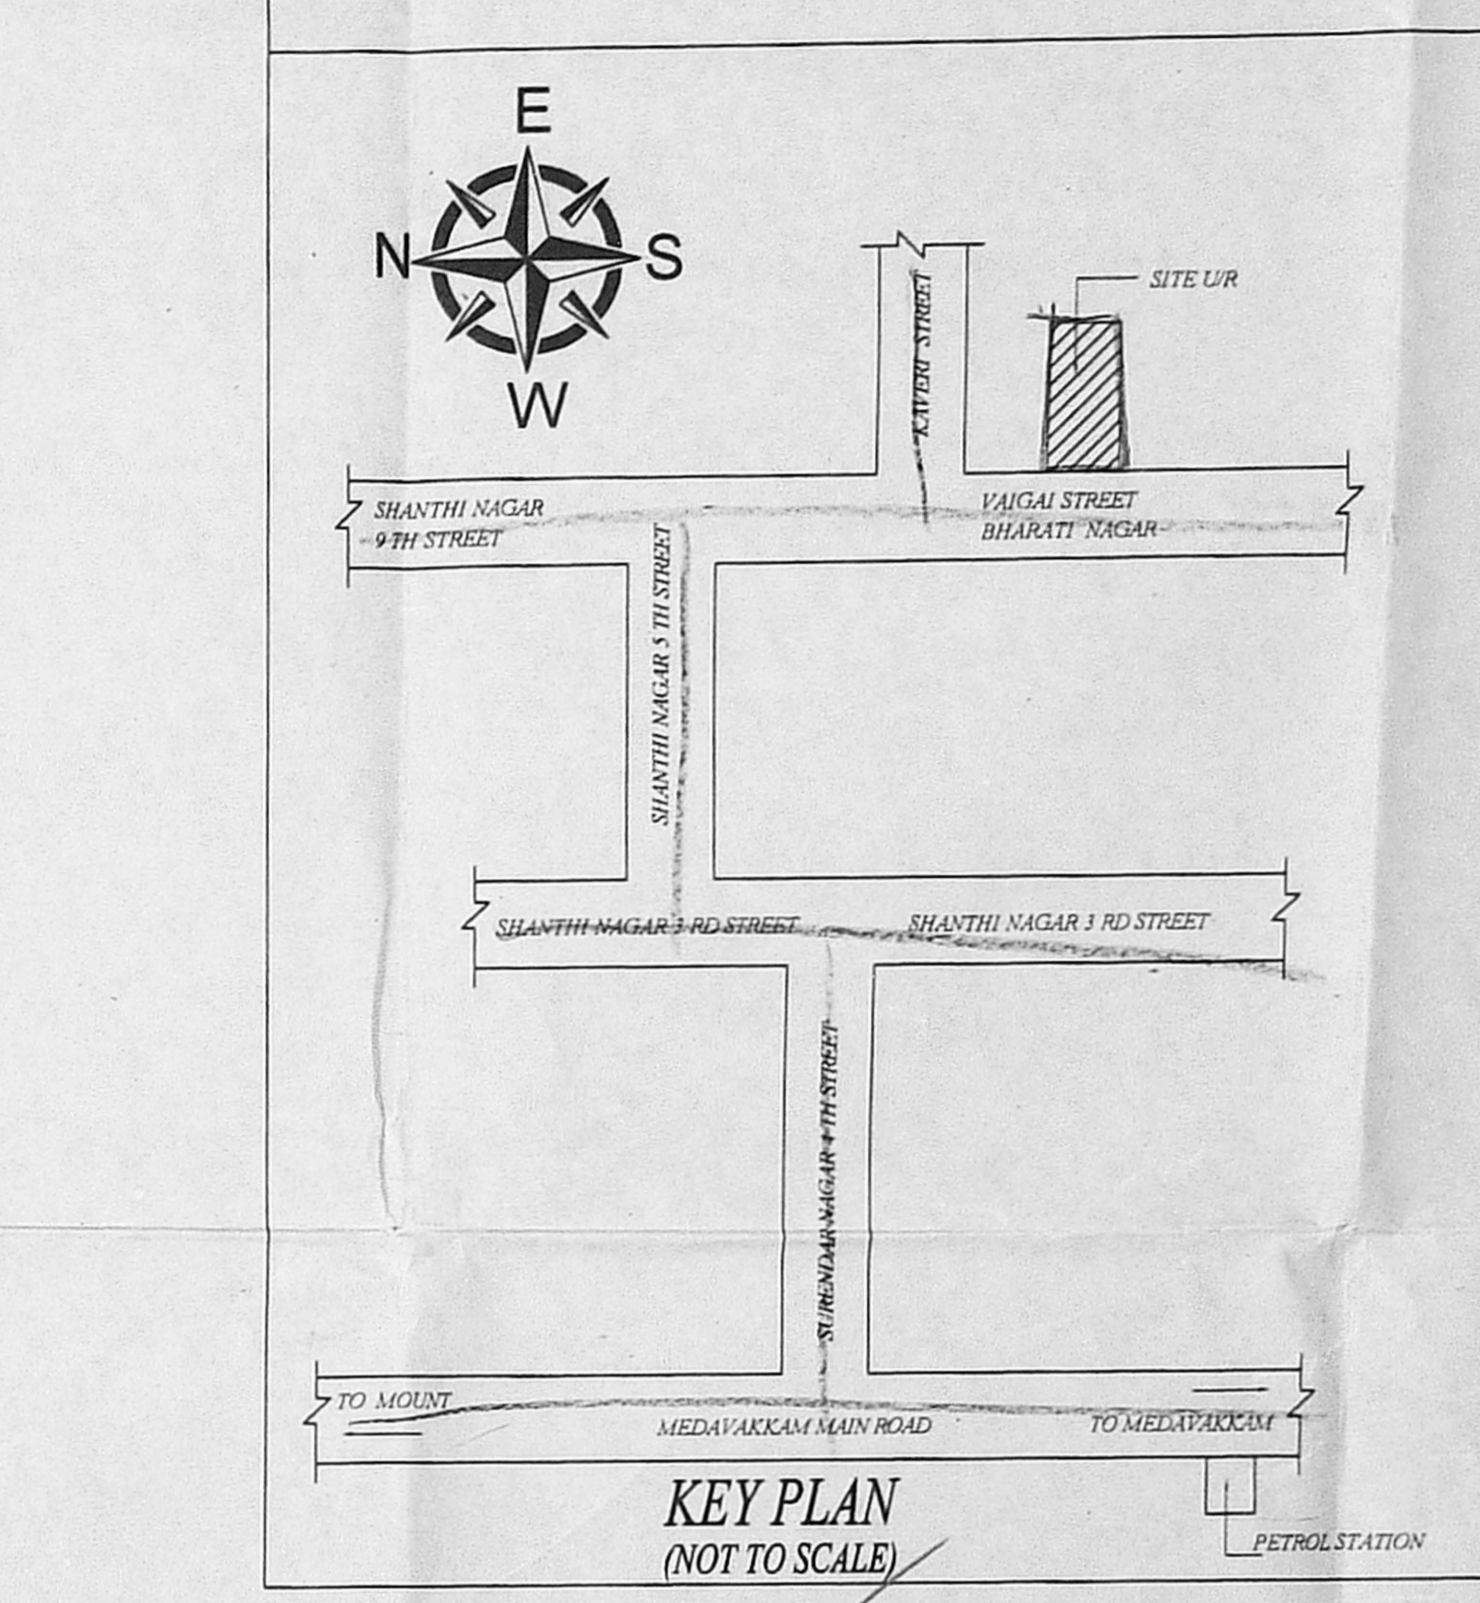 E
N
S
W
SITE U/R
KAVERI STREET
SHANTHI NAGAR
9 TH STREET
VAIGAI STREET
BHARATI NAGAR
SHANTHI NAGAR 5 TH STREET
SHANTHI NAGAR 3 RD STREET
SHANTHI NAGAR 3 RD STREET
SURENDAR NAGAR 4 TH STREET
TO MOUNT
MEDAVAKKAM MAIN ROAD
TO MEDAVAKKAM
KEY PLAN
(NOT TO SCALE)
PETROL STATION